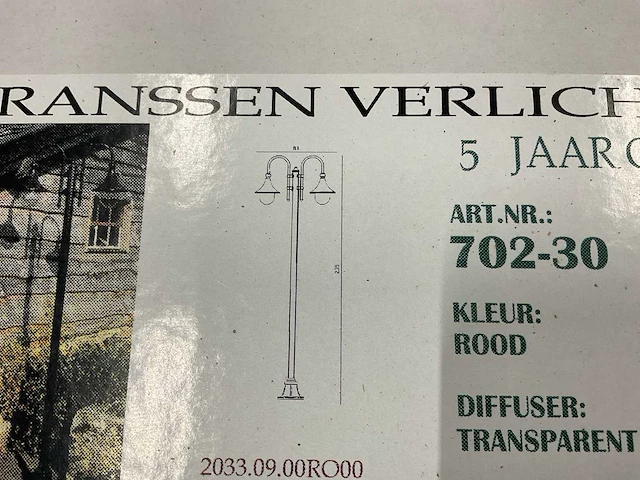 RANSSEN VERLICH
5 JAAR G
ART.NR.:
702-30
KLEUR:
ROOD
DIFFUSER:
TRANSPARENT
2033.09.00RO00